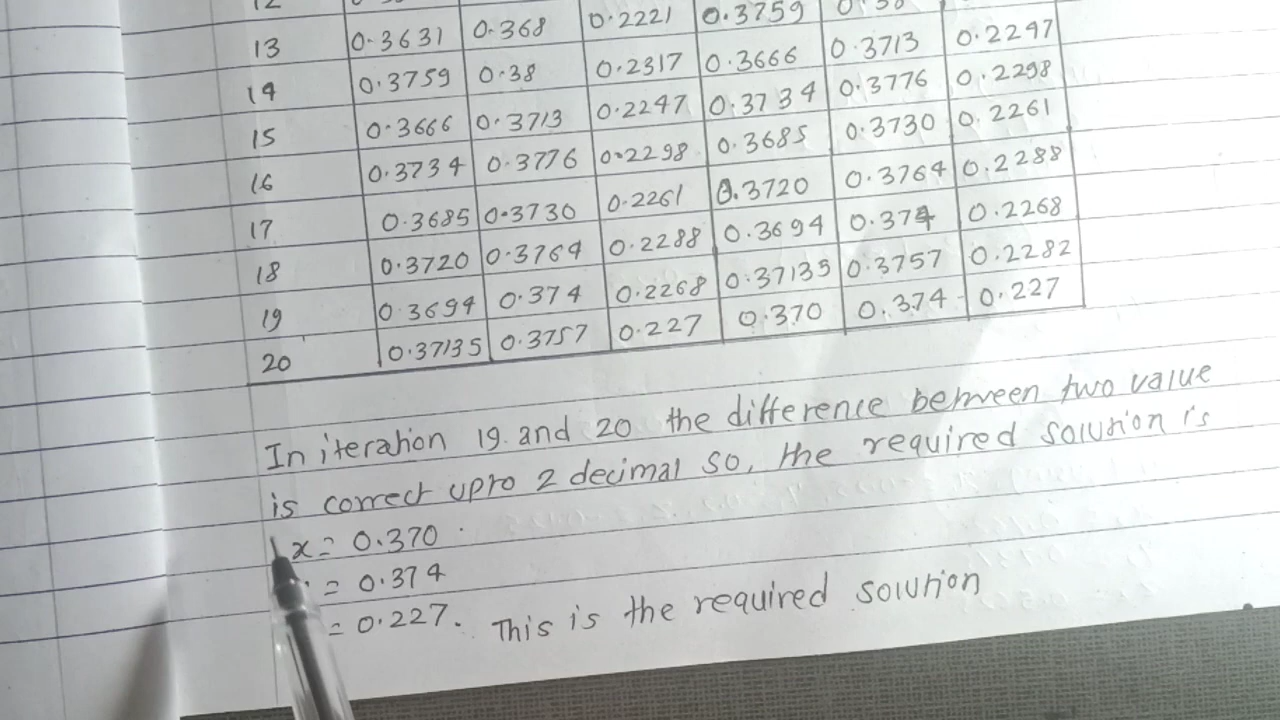 12
13 0.3631 0.368 0.2221 0.3759 0.38 0.2297
14 0.3759 0.38 0.2317 0.3666 0.3713 0.2298
15 0.3666 0.3713 0.2247 0.3734 0.3776 0.2261
16 0.3734 0.3776 0.2298 0.3685 0.3730 0.2288
17 0.3685 0.3730 0.2261 0.3720 0.3764 0.2268
18 0.3720 0.3764 0.2288 0.3694 0.374 0.2282
19 0.3694 0.374 0.2268 0.37135 0.3757 0.227
20 0.37135 0.3757 0.227 0.370 0.374
In iteration 19 and 20 the difference between two value
is correct upto 2 decimal so, the required solution is
x = 0.370
= 0.374
= 0.227. This is the required solution